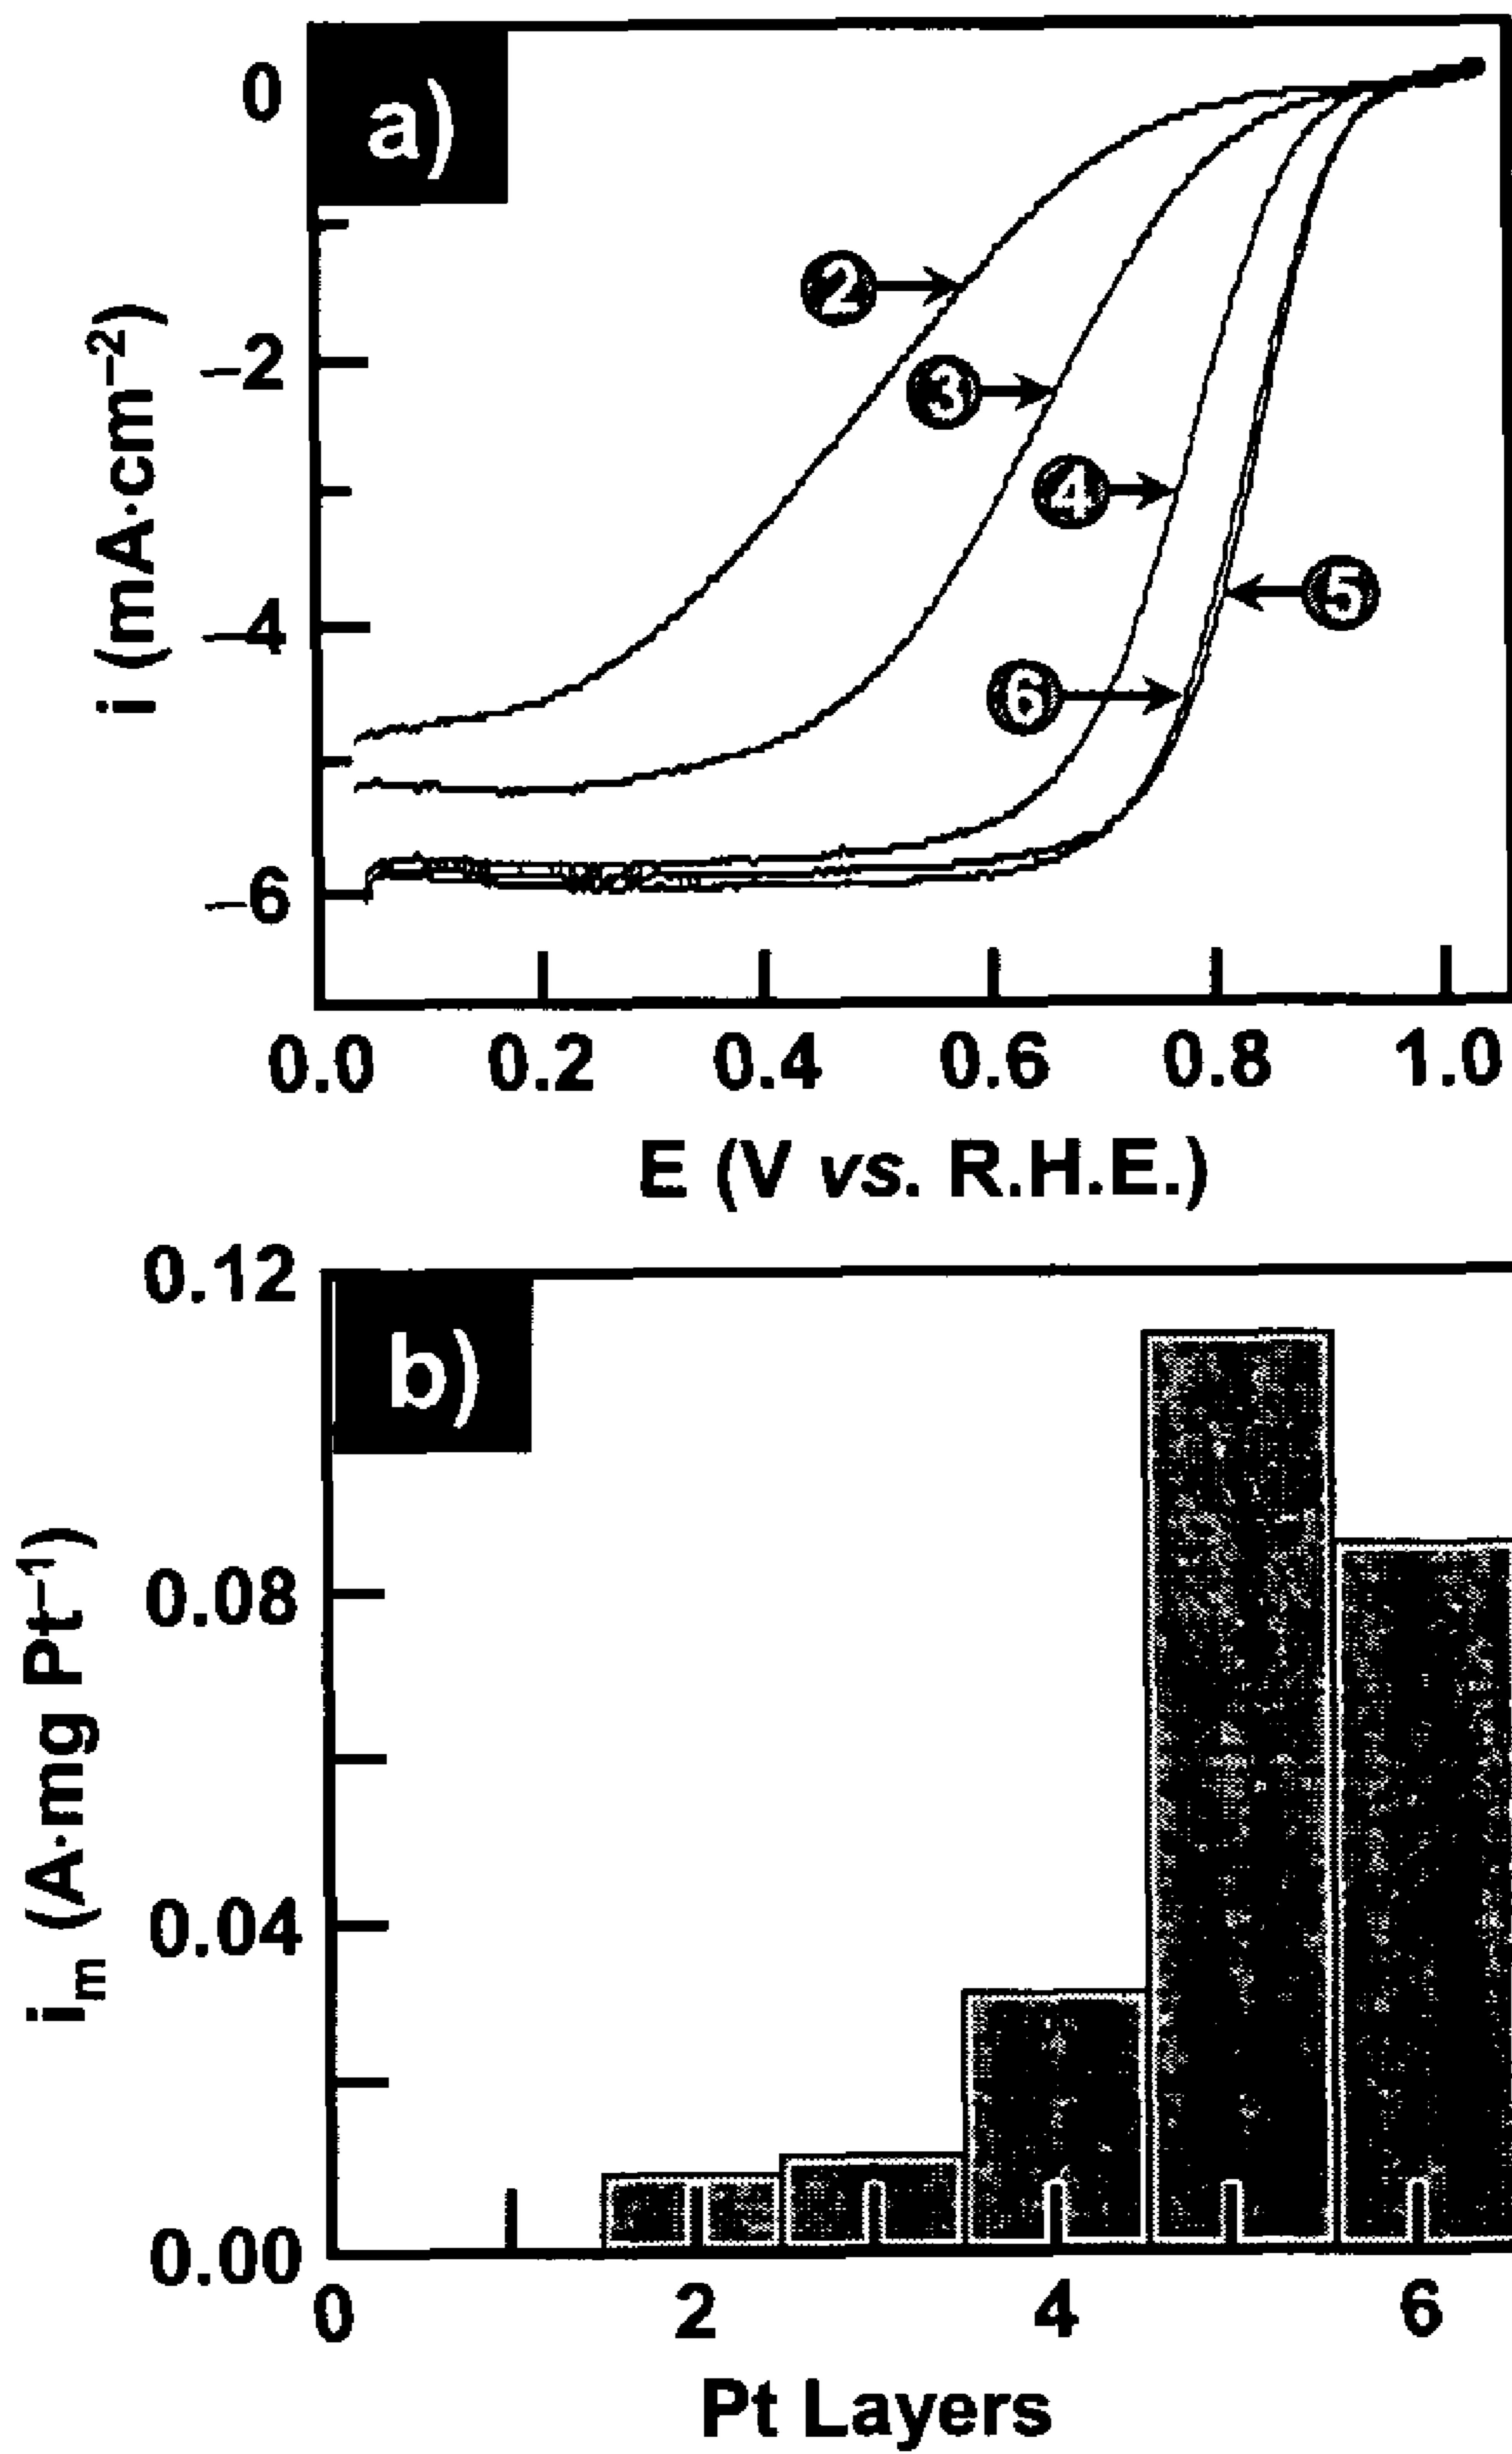 a)
0
−2
−4
−6
i (mA·cm⁻²)
2
3
4
5
6
0.0 0.2 0.4 0.6 0.8 1.0
E (V vs. R.H.E.)
b)
0.12
0.08
0.04
0.00
iₘ (A·mg Pt⁻¹)
0 2 4 6
Pt Layers